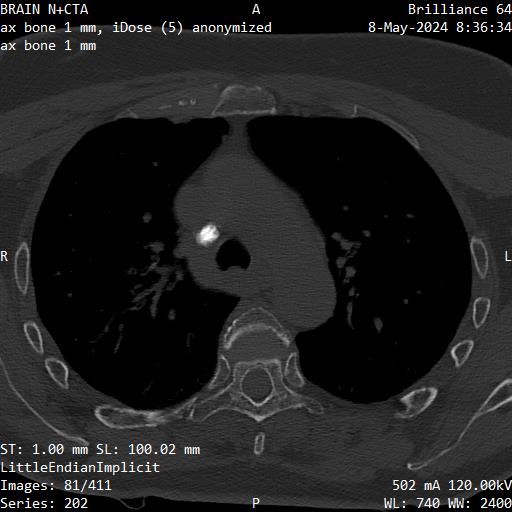 BRAIN N+CTA A Brilliance 64
ax bone 1 mm, iDose (5) anonymized 8-May-2024 8:36:34
ax bone 1 mm
R L
ST: 1.00 mm SL: 100.02 mm
LittleEndianImplicit
Images: 81/411 502 mA 120.00kV
Series: 202 P WL: 740 WW: 2400